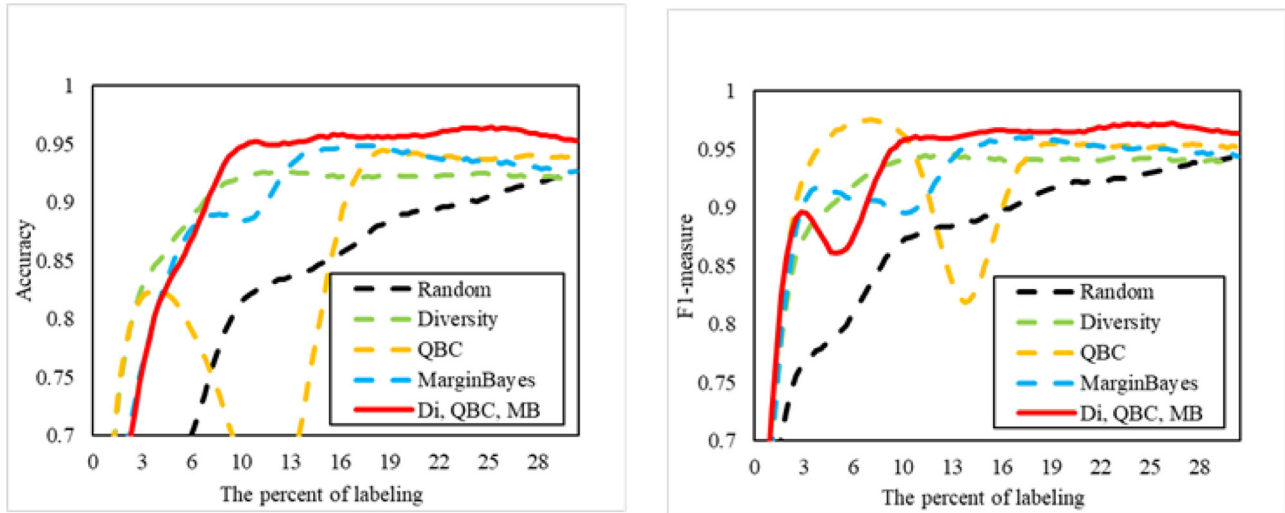 1
0.95
0.9
0.85
0.8
0.75
0.7
Accuracy
0 3 6 10 13 16 19 22 25 28
The percent of labeling
Random
Diversity
QBC
MarginBayes
Di, QBC, MB
1
0.95
0.9
0.85
0.8
0.75
0.7
F1-measure
0 3 6 10 13 16 19 22 25 28
The percent of labeling
Random
Diversity
QBC
MarginBayes
Di, QBC, MB